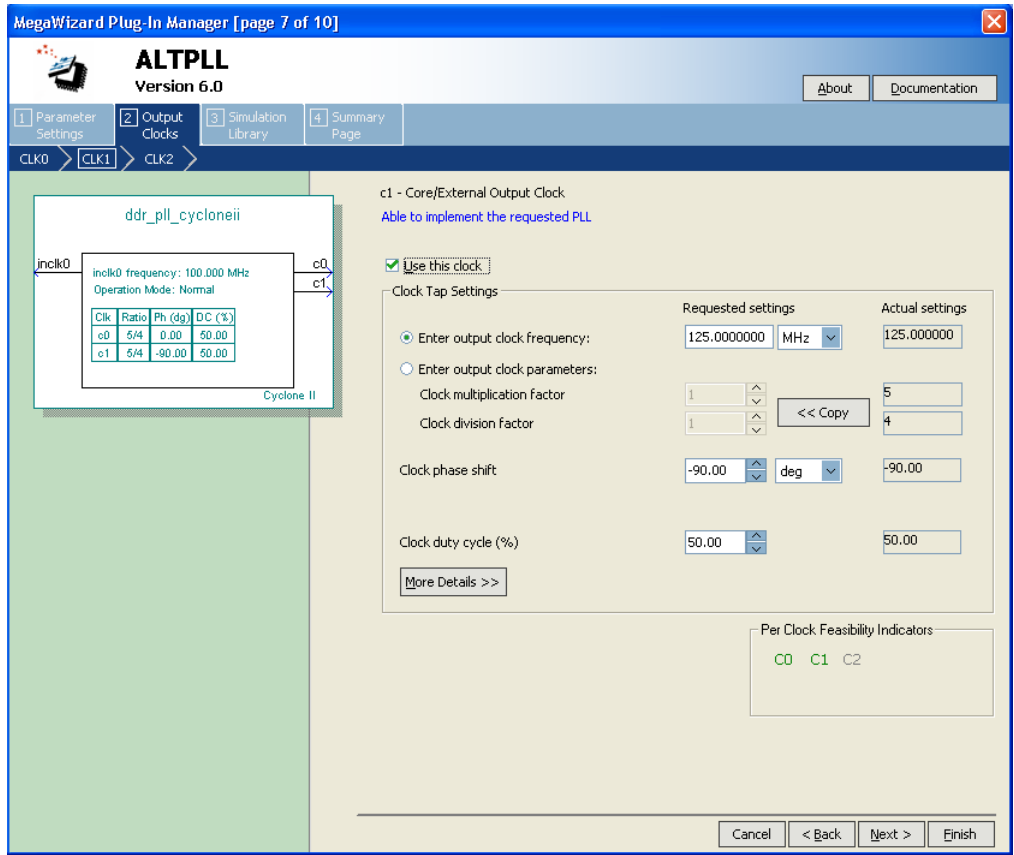 MegaWizard Plug-In Manager [page 7 of 10]
ALTPLL
Version 6.0
About
Documentation
1 Parameter Settings
2 Output Clocks
3 Simulation Library
4 Summary Page
CLK0
CLK1
CLK2
ddr_pll_cycloneii
inclk0
c0
c1
inclk0 frequency: 100.000 MHz
Operation Mode: Normal
Clk Ratio Ph (dg) DC (%)
c0 5/4 0.00 50.00
c1 5/4 -90.00 50.00
Cyclone II
c1 - Core/External Output Clock
Able to implement the requested PLL
Use this clock
Clock Tap Settings
Requested settings
Actual settings
Enter output clock frequency:
125.0000000
MHz
125.000000
Enter output clock parameters:
Clock multiplication factor
1
<< Copy
5
Clock division factor
1
4
Clock phase shift
-90.00
deg
-90.00
Clock duty cycle (%)
50.00
50.00
More Details >>
Per Clock Feasibility Indicators
C0 C1 C2
Cancel
< Back
Next >
Finish